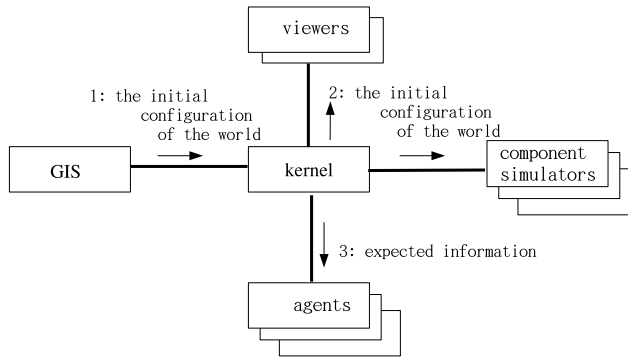 viewers
1: the initial
configuration
of the world
2: the initial
configuration
of the world
GIS
kernel
component
simulators
3: expected information
agents